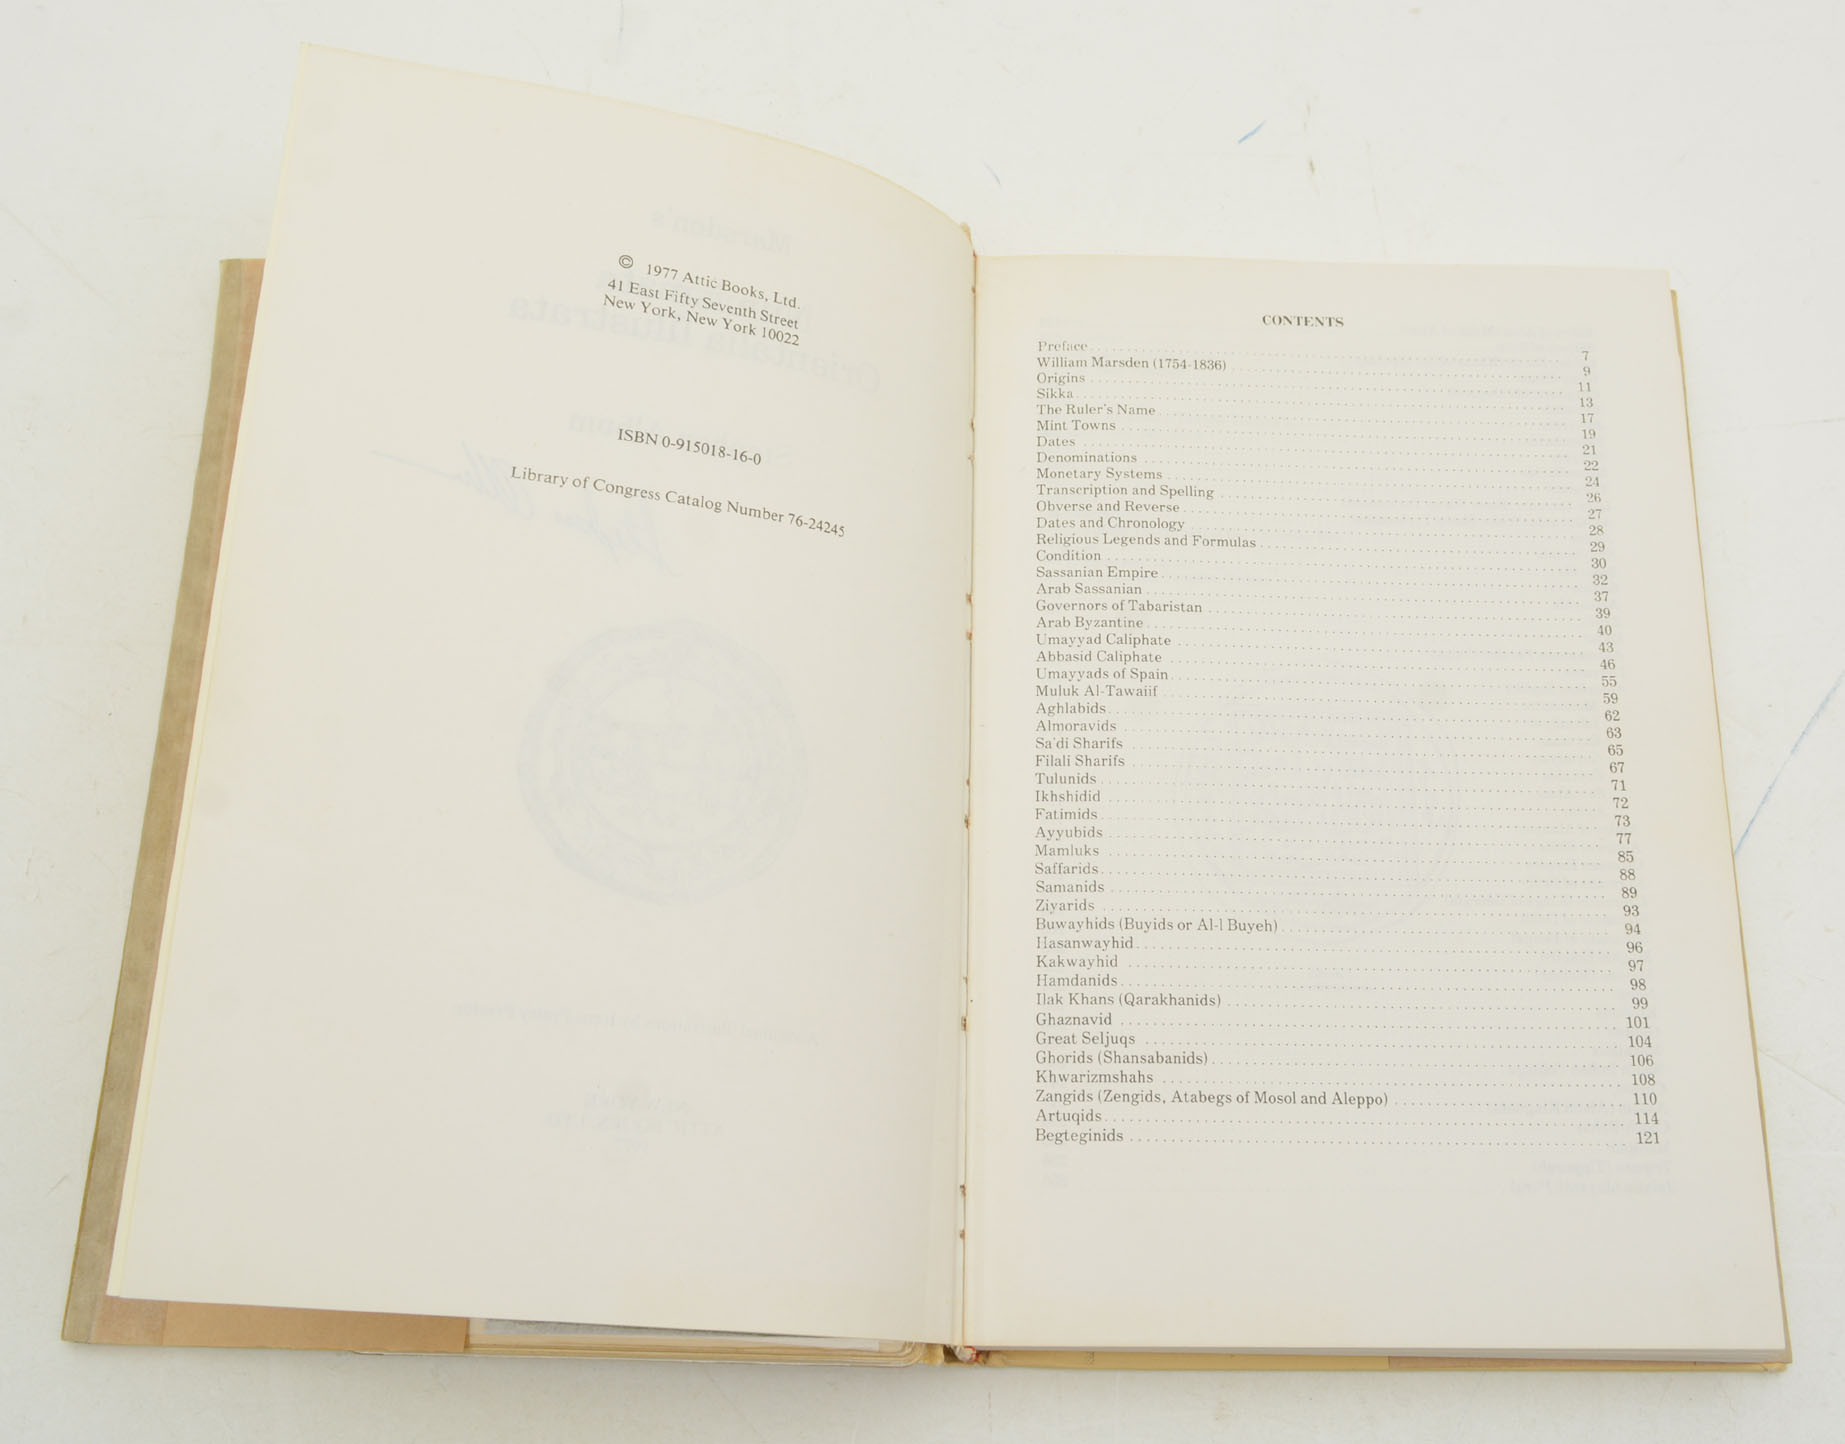 © 1977 Attic Books, Ltd.
41 East Fifty Seventh Street
New York, New York 10022
ISBN 0-915018-16-0
Library of Congress Catalog Number 76-24245
CONTENTS
Preface 7
William Marsden (1754-1836) 9
Origins 11
Sikka 13
The Ruler's Name 17
Mint Towns 19
Dates 21
Denominations 22
Monetary Systems 24
Transcription and Spelling 26
Obverse and Reverse 27
Dates and Chronology 28
Religious Legends and Formulas 29
Condition 30
Sassanian Empire 32
Arab Sassanian 37
Governors of Tabaristan 39
Arab Byzantine 40
Umayyad Caliphate 43
Abbasid Caliphate 46
Umayyads of Spain 55
Muluk Al-Tawaiif 59
Aghlabids 62
Almoravids 63
Sa'di Sharifs 65
Filali Sharifs 67
Tulunids 71
Ikhshidid 72
Fatimids 73
Ayyubids 77
Mamluks 85
Saffarids 88
Samanids 89
Ziyarids 93
Buwayhids (Buyids or Al-l Buyeh) 94
Hasanwayhid 96
Kakwayhid 97
Hamdanids 98
Ilak Khans (Qarakhanids) 99
Ghaznavid 101
Great Seljuqs 104
Ghorids (Shansabanids) 106
Khwarizmshahs 108
Zangids (Zengids, Atabegs of Mosol and Aleppo) 110
Artuqids 114
Begteginids 121